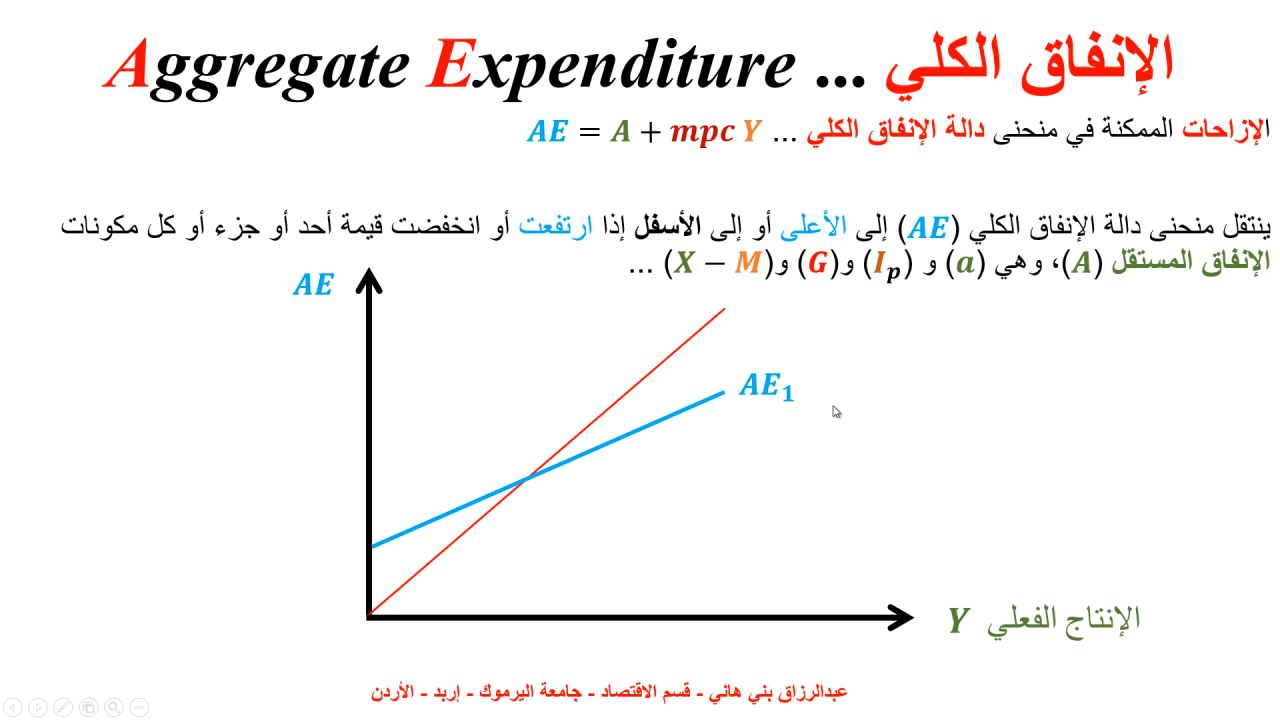 Aggregate Expenditure ... الإنفاق الكلي
الإزاحات الممكنة في منحنى دالة الإنفاق الكلي ... AE = A + mpc Y
ينتقل منحنى دالة الإنفاق الكلي (AE) إلى الأعلى أو إلى الأسفل إذا ارتفعت أو انخفضت قيمة أحد أو جزء أو كل مكونات
الإنفاق المستقل (A)، وهي (a) و (Iₚ) و(G) و(X − M) ...
AE
AE₁
الإنتاج الفعلي Y
عبدالرزاق بني هاني - قسم الاقتصاد - جامعة اليرموك - إربد - الأردن